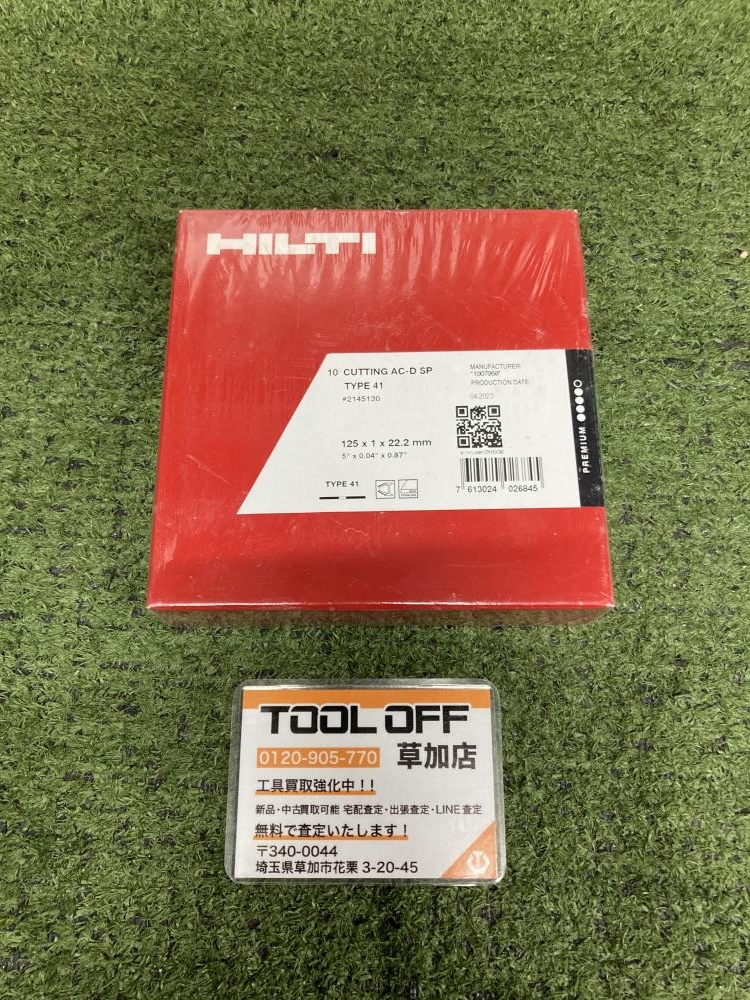 HILTI
10 CUTTING AC-D SP
TYPE 41
#2145130
MANUFACTURER:
"1007958"
PRODUCTION DATE:
04.2023
125 x 1 x 22.2 mm
5" x 0.04" x 0.87"
TYPE 41
7 613024 026845
PREMIUM
TOOL OFF
0120-905-770 草加店
工具買取強化中!!
新品・中古買取可能 宅配査定・出張査定・LINE査定
無料で査定いたします!
〒340-0044
埼玉県草加市花栗 3-20-45